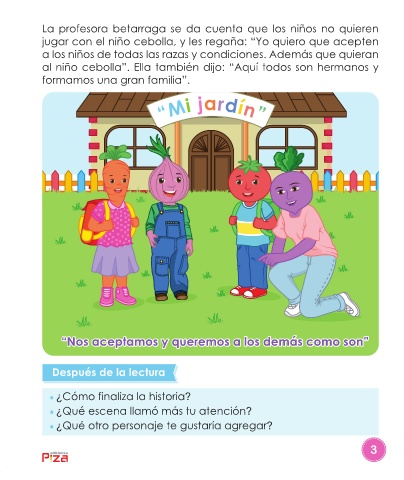 La profesora betarraga se da cuenta que los niños no quieren
jugar con el niño cebolla, y les regaña: “Yo quiero que acepten
a los niños de todas las razas y condiciones. Además que quieran
al niño cebolla”. Ella también dijo: “Aquí todos son hermanos y
formamos una gran familia”.
“Mi jardín”
“Nos aceptamos y queremos a los demás como son”
Después de la lectura
¿Cómo finaliza la historia?
¿Qué escena llamó más tu atención?
¿Qué otro personaje te gustaría agregar?
3